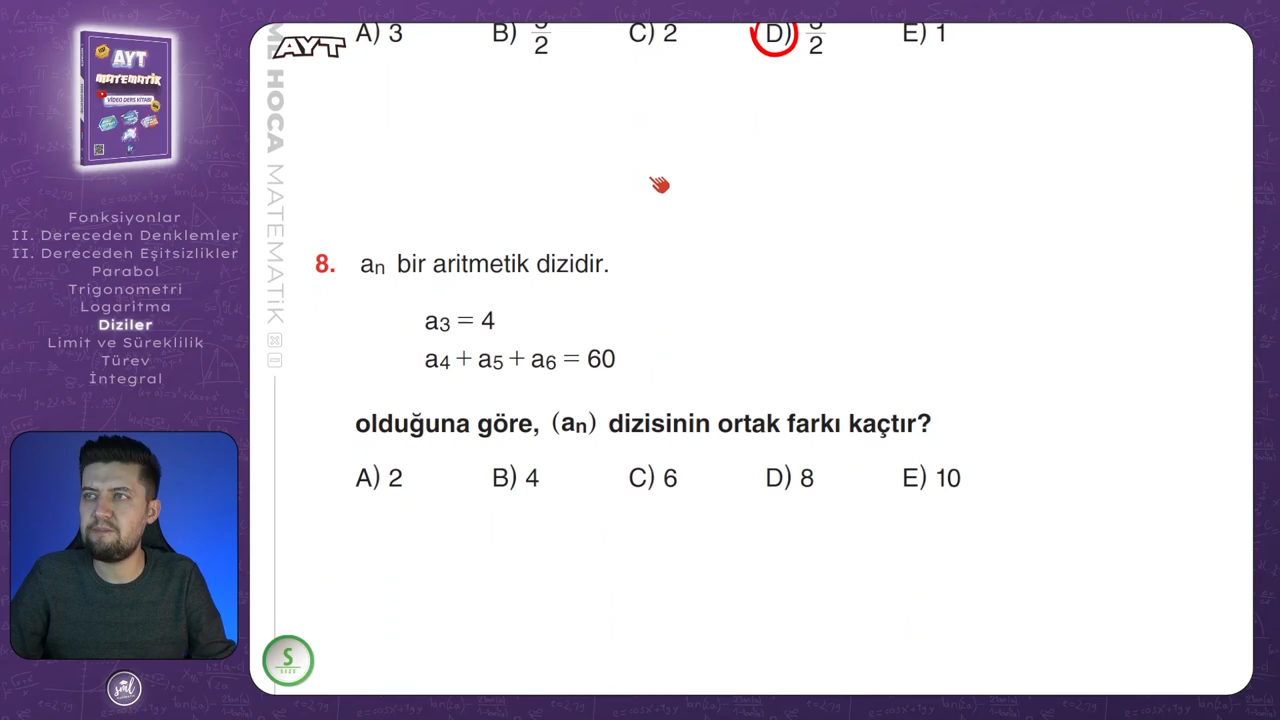 A) 3 B) 5/2 C) 2 D) 3/2 E) 1
AYT
AYT
MATEMATİK
VİDEO DERS KİTABI
HOCA MATEMATİK
Fonksiyonlar
II. Dereceden Denklemler
II. Dereceden Eşitsizlikler
Parabol
Trigonometri
Logaritma
Diziler
Limit ve Süreklilik
Türev
İntegral
8. an bir aritmetik dizidir.
a3 = 4
a4 + a5 + a6 = 60
olduğuna göre, (an) dizisinin ortak farkı kaçtır?
A) 2 B) 4 C) 6 D) 8 E) 10
S
SIZE
sml